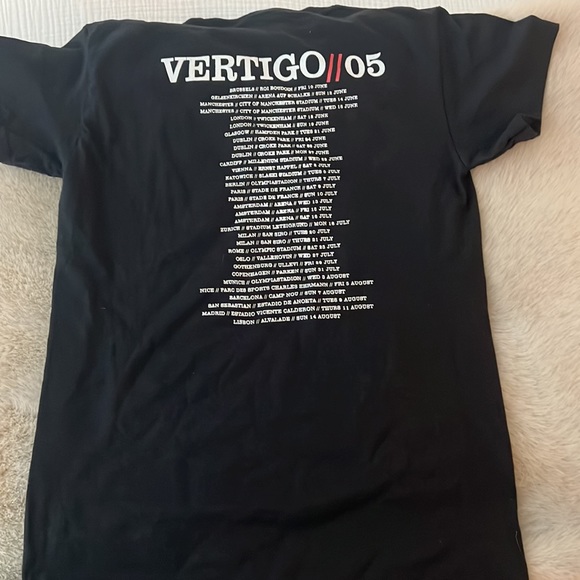 VERTIGO//05
BRUSSELS // ROI BOUDOIN // FRI 10 JUNE
GELSENKIRCHEN // ARENA AUF SCHALKE // SUN 12 JUNE
MANCHESTER // CITY OF MANCHESTER STADIUM // TUES 14 JUNE
MANCHESTER // CITY OF MANCHESTER STADIUM // WED 15 JUNE
LONDON // TWICKENHAM // SAT 18 JUNE
LONDON // TWICKENHAM // SUN 19 JUNE
GLASGOW // HAMPDEN PARK // TUES 21 JUNE
DUBLIN // CROKE PARK // FRI 24 JUNE
DUBLIN // CROKE PARK // SAT 25 JUNE
DUBLIN // CROKE PARK // MON 27 JUNE
CARDIFF // MILLENIUM STADIUM // WED 29 JUNE
VIENNA // ERNST HAPPEL // SAT 2 JULY
KATOWICE // SLASKI STADIUM // TUES 5 JULY
BERLIN // OLYMPIASTADION // THURS 7 JULY
PARIS // STADE DE FRANCE // SAT 9 JULY
PARIS // STADE DE FRANCE // SUN 10 JULY
AMSTERDAM // ARENA // WED 13 JULY
AMSTERDAM // ARENA // FRI 15 JULY
AMSTERDAM // ARENA // SAT 16 JULY
ZURICH // STADIUM LETZIGRUND // MON 18 JULY
MILAN // SAN SIRO // TUES 20 JULY
MILAN // SAN SIRO // THURS 21 JULY
ROME // OLYMPIC STADIUM // SAT 23 JULY
OSLO // VALLERHOVIN // WED 27 JULY
GOTHENBURG // ULLEVI // FRI 29 JULY
COPENHAGEN // PARKEN // SUN 31 JULY
MUNICH // OLYMPIASTADION // WED 3 AUGUST
NICE // PARC DES SPORTS CHARLES EHRMANN // FRI 5 AUGUST
BARCELONA // CAMP NOU // SUN 7 AUGUST
SAN SEBASTIAN // ESTADIO DE ANOETA // TUES 9 AUGUST
MADRID // ESTADIO VICENTE CALDERON // THURS 11 AUGUST
LISBON // ALVALADE // SUN 14 AUGUST